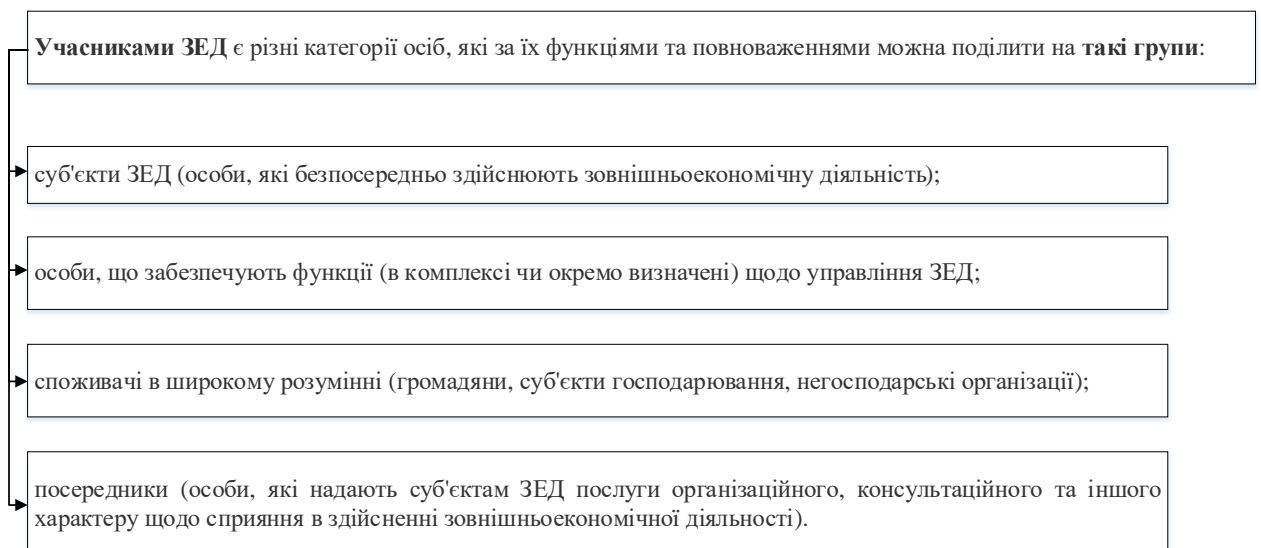 Учасниками ЗЕД є різні категорії осіб, які за їх функціями та повноваженнями можна поділити на такі групи:
суб'єкти ЗЕД (особи, які безпосередньо здійснюють зовнішньоекономічну діяльність);
особи, що забезпечують функції (в комплексі чи окремо визначені) щодо управління ЗЕД;
споживачі в широкому розумінні (громадяни, суб'єкти господарювання, негосподарські організації);
посередники (особи, які надають суб'єктам ЗЕД послуги організаційного, консультаційного та іншого
характеру щодо сприяння в здійсненні зовнішньоекономічної діяльності).